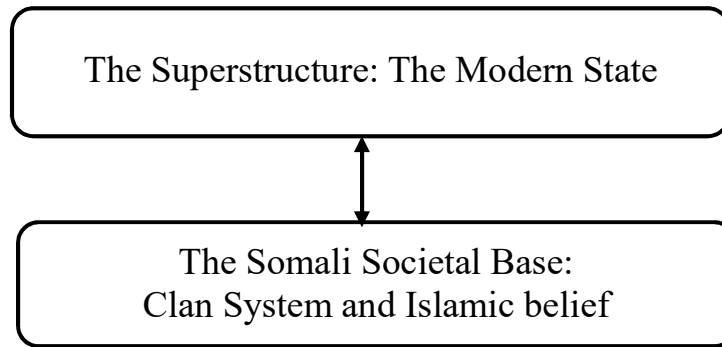 The Superstructure: The Modern State
The Somali Societal Base:
Clan System and Islamic belief